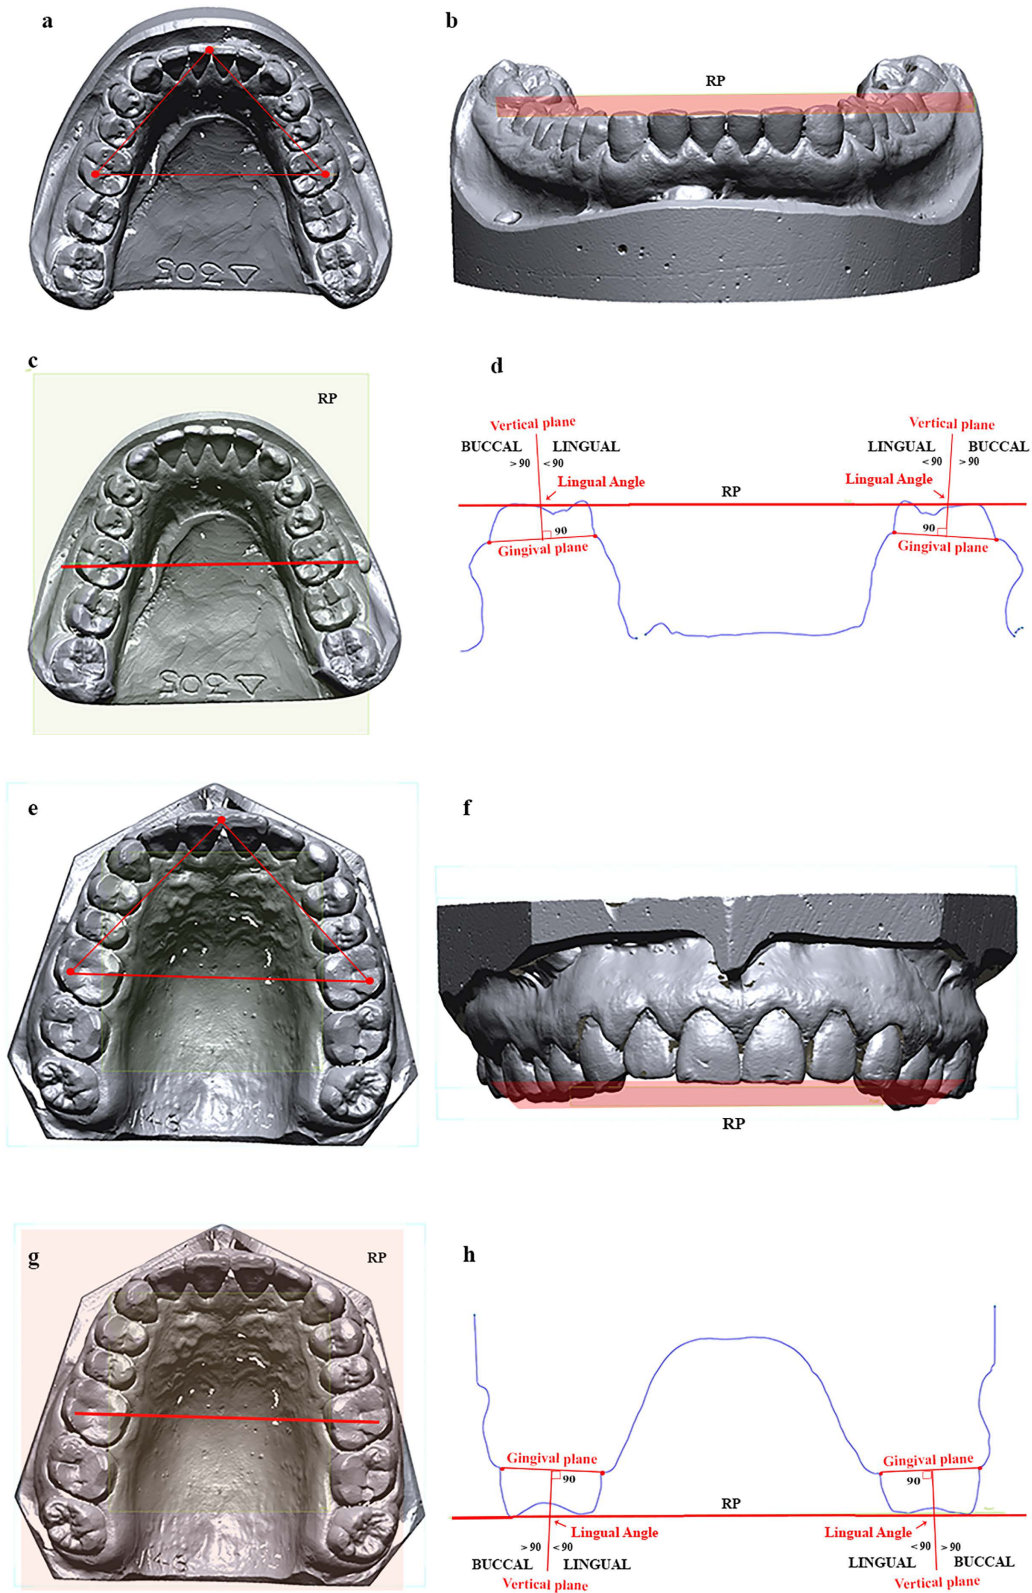 a
b
RP
△305
c
RP
△305
d
Vertical plane
Vertical plane
BUCCAL
LINGUAL
LINGUAL
BUCCAL
> 90
< 90
< 90
> 90
Lingual Angle
RP
Lingual Angle
90
90
Gingival plane
Gingival plane
e
f
RP
g
RP
h
Gingival plane
Gingival plane
90
90
RP
Lingual Angle
Lingual Angle
> 90
< 90
< 90
> 90
BUCCAL
LINGUAL
LINGUAL
BUCCAL
Vertical plane
Vertical plane